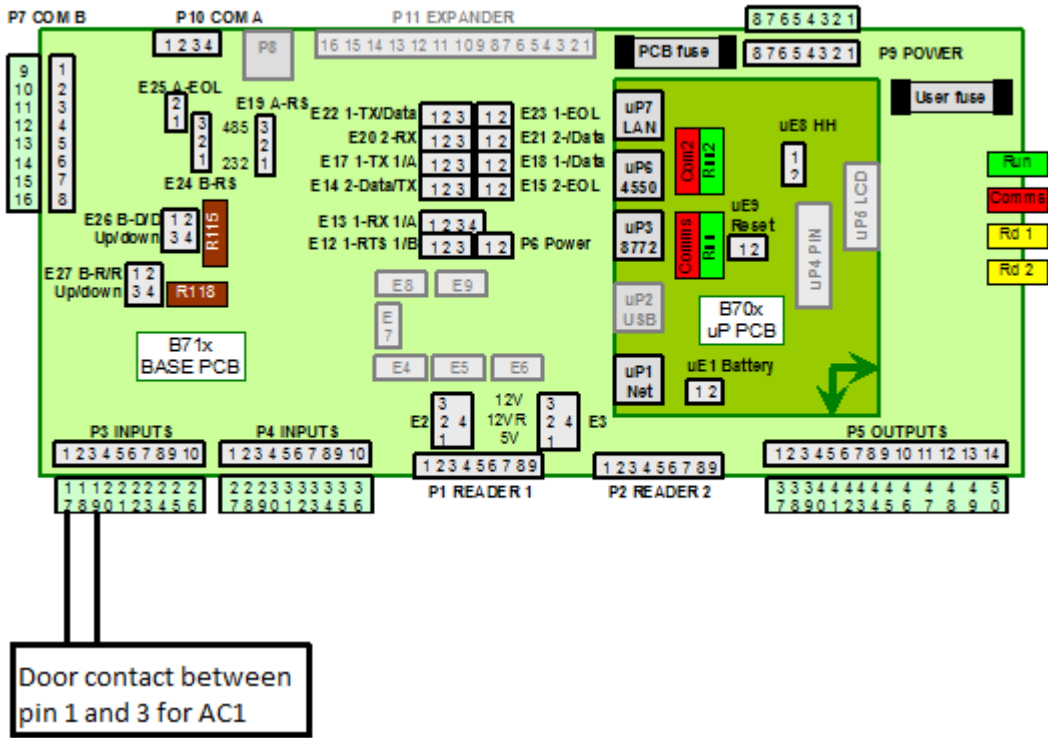 P7 COM B
P10 COM A
P11 EXPANDER
8 7 6 5 4 3 2 1
1 2 3 4
P8
16 15 14 13 12 11 10 9 8 7 6 5 4 3 2 1
PCB fuse
8 7 6 5 4 3 2 1
P9 POWER
User fuse
9
10
11
12
13
14
15
16
1
2
3
4
5
6
7
8
E25 A-EOL
2
1
3
2
1
E24 B-RS
E19 A-RS
485
232
3
2
1
E22 1-TX/Data
1 2 3
1 2
E23 1-EOL
E20 2-RX
1 2 3
1 2
E21 2-/Data
E17 1-TX 1/A
1 2 3
1 2
E18 1-/Data
E14 2-Data/TX
1 2 3
1 2
E15 2-EOL
E13 1-RX 1/A
1 2 3 4
E12 1-RTS 1/B
1 2 3
1 2
P6 Power
uP7
LAN
uP6
4550
uP3
8772
uP2
USB
uP1
Net
Com2
Run2
Comms
Run
uE8 HH
1
2
uE9
Reset
1 2
uP4 PIN
uP5 LCD
B70x
uP PCB
uE1 Battery
1 2
Run
Comms
Rd 1
Rd 2
E26 B-D/D
Up/down
1 2
3 4
R115
E27 B-R/R
Up/down
1 2
3 4
R118
B71x
BASE PCB
E8
E9
E
7
E4
E5
E6
E2
3
2 4
1
12V
12VR
5V
3
2 4
1
E3
P3 INPUTS
1 2 3 4 5 6 7 8 9 10
P4 INPUTS
1 2 3 4 5 6 7 8 9 10
1 2 3 4 5 6 7 8 9
P1 READER 1
1 2 3 4 5 6 7 8 9
P2 READER 2
P5 OUTPUTS
1 2 3 4 5 6 7 8 9 10 11 12 13 14
1 1 1 2 2 2 2 2 2 2
7 8 9 0 1 2 3 4 5 6
2 2 2 3 3 3 3 3 3 3
7 8 9 0 1 2 3 4 5 6
3 3 3 4 4 4 4 4 4 4 4 4 4 5
7 8 9 0 1 2 3 4 5 6 7 8 9 0
Door contact between
pin 1 and 3 for AC1